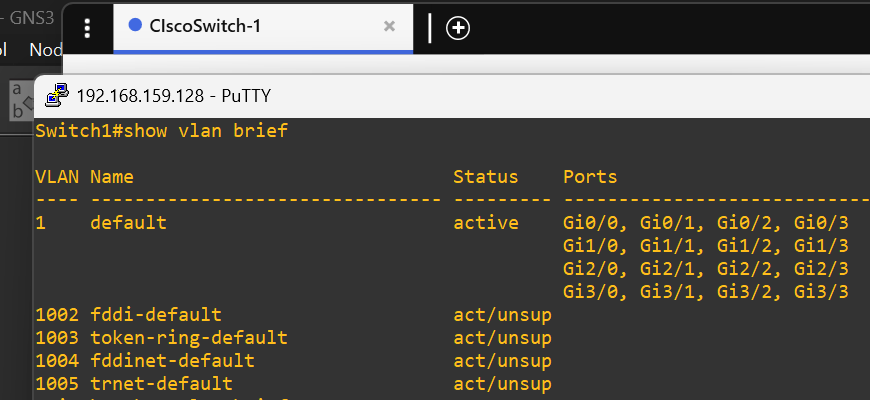 - GNS3
CIscoSwitch-1
ol Nod
a
b
192.168.159.128 - PuTTY
Switch1#show vlan brief
VLAN Name Status Ports
---- -------------------------------- --------- ----------------------------
1 default active Gi0/0, Gi0/1, Gi0/2, Gi0/3
Gi1/0, Gi1/1, Gi1/2, Gi1/3
Gi2/0, Gi2/1, Gi2/2, Gi2/3
Gi3/0, Gi3/1, Gi3/2, Gi3/3
1002 fddi-default act/unsup
1003 token-ring-default act/unsup
1004 fddinet-default act/unsup
1005 trnet-default act/unsup